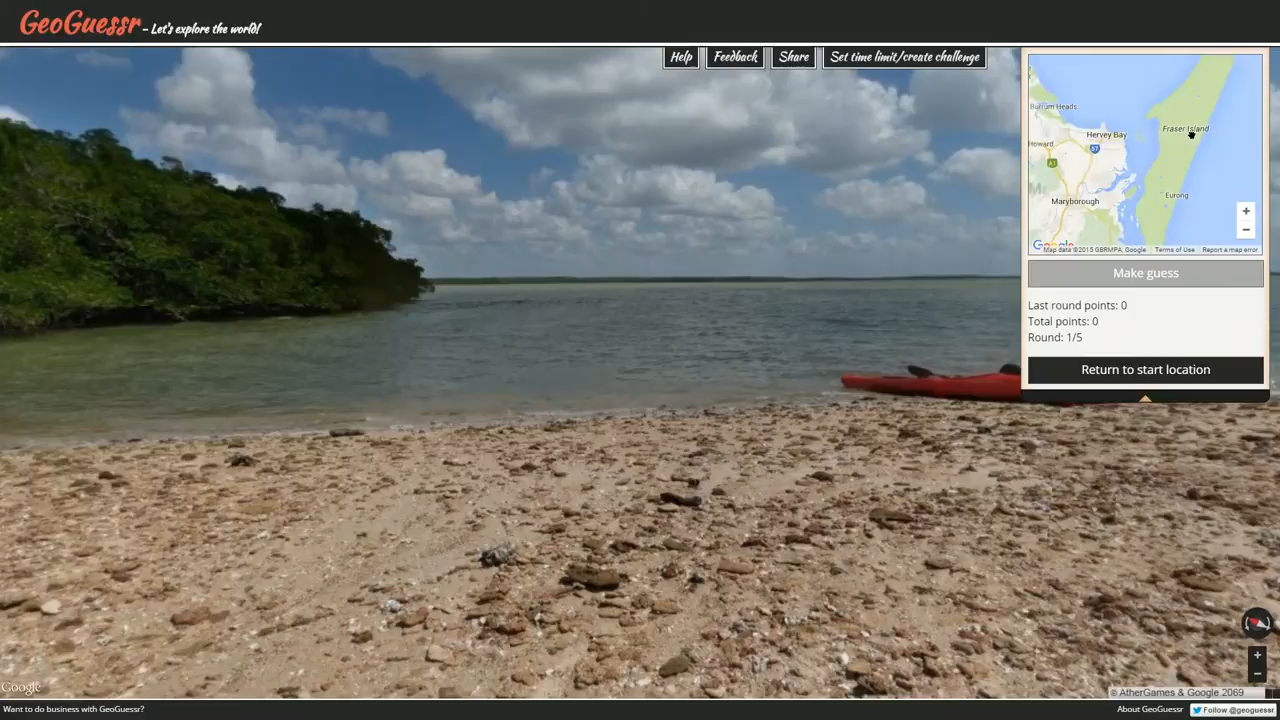 GeoGuessr - Let's explore the world!
Help
Feedback
Share
Set time limit/create challenge
Burrum Heads
Fraser Island
Hervey Bay
Howard
A1
Maryborough
Eurong
+
−
Google
Map data ©2015 GBRMPA, Google
Terms of Use
Report a map error
Make guess
Last round points: 0
Total points: 0
Round: 1/5
Return to start location
+
−
Google
© AtherGames & Google 2069
Want to do business with GeoGuessr?
About GeoGuessr
Follow @geoguessr